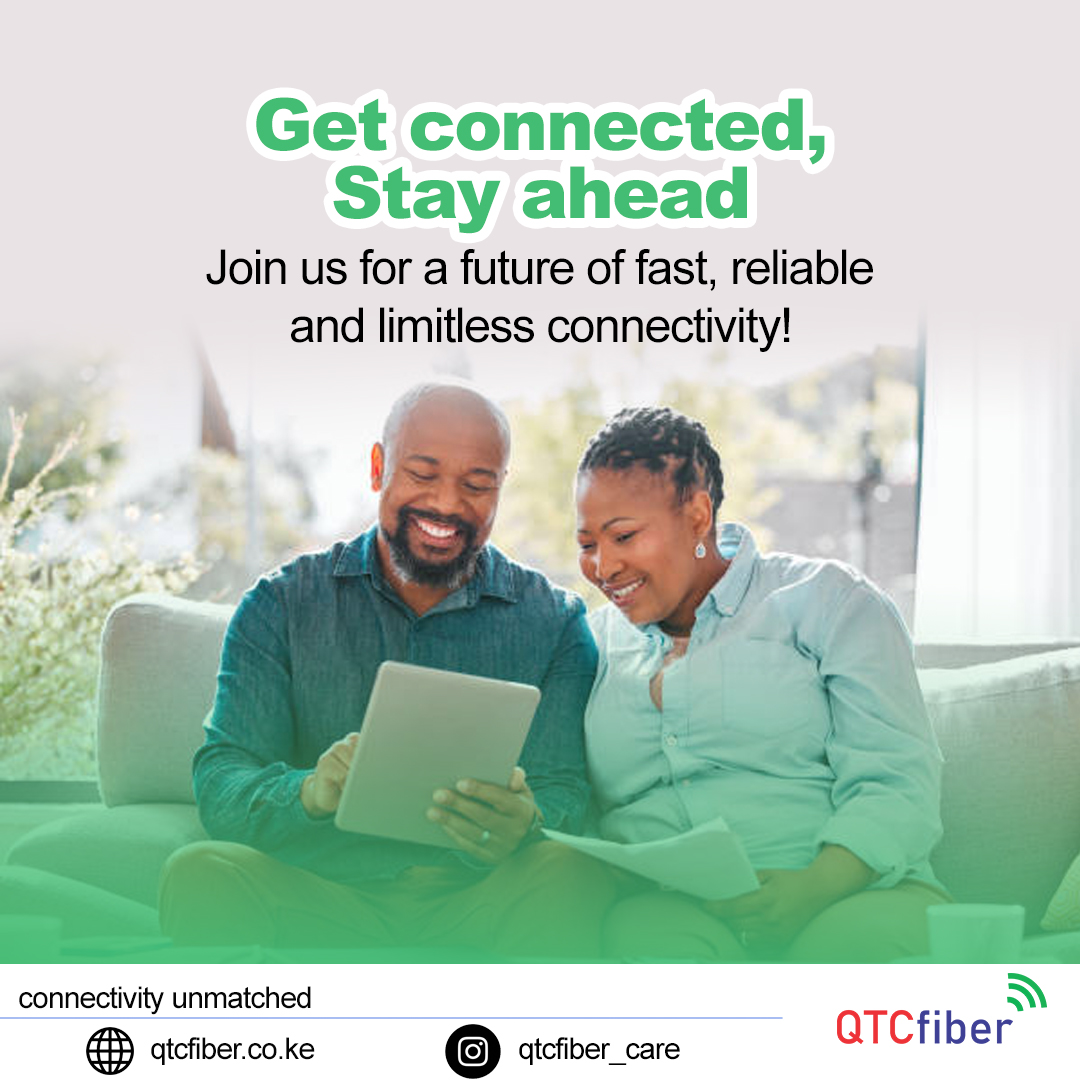 Get connected,
Stay ahead
Join us for a future of fast, reliable
and limitless connectivity!
connectivity unmatched
qtcfiber.co.ke
qtcfiber_care
QTCfiber